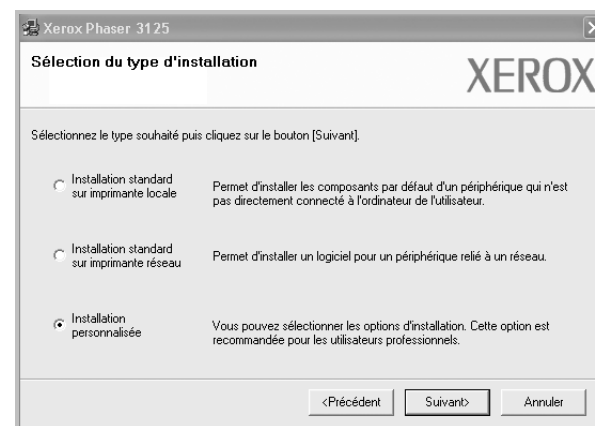 Xerox Phaser 3125
Sélection du type d'installation
XEROX
Sélectionnez le type souhaité puis cliquez sur le bouton [Suivant].
Installation standard
sur imprimante locale
Permet d'installer les composants par défaut d'un périphérique qui n'est
pas directement connecté à l'ordinateur de l'utilisateur.
Installation standard
sur imprimante réseau
Permet d'installer un logiciel pour un périphérique relié à un réseau.
Installation
personnalisée
Vous pouvez sélectionner les options d'installation. Cette option est
recommandée pour les utilisateurs professionnels.
<Précédent
Suivant>
Annuler